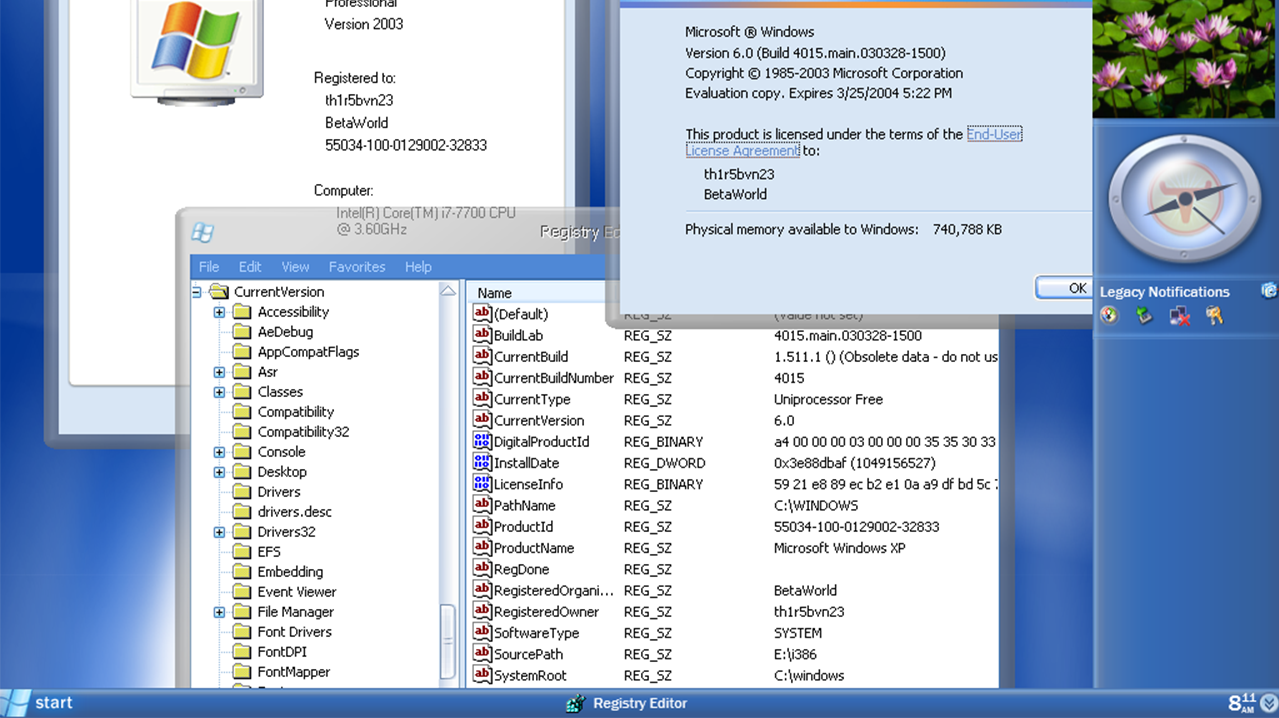 Professional
Version 2003
Registered to:
th1r5bvn23
BetaWorld
55034-100-0129002-32833
Computer:
Intel(R) Core(TM) i7-7700 CPU
@ 3.60GHz
Microsoft ® Windows
Version 6.0 (Build 4015.main.030328-1500)
Copyright © 1985-2003 Microsoft Corporation
Evaluation copy. Expires 3/25/2004 5:22 PM
This product is licensed under the terms of the End-User
License Agreement to:
th1r5bvn23
BetaWorld
Physical memory available to Windows: 740,788 KB
OK
Legacy Notifications
Registry Ed
File Edit View Favorites Help
CurrentVersion
Accessibility
AeDebug
AppCompatFlags
Asr
Classes
Compatibility
Compatibility32
Console
Desktop
Drivers
drivers.desc
Drivers32
EFS
Embedding
Event Viewer
File Manager
Font Drivers
FontDPI
FontMapper
Name
(Default) REG_SZ (value not set)
BuildLab REG_SZ 4015.main.030328-1500
CurrentBuild REG_SZ 1.511.1 () (Obsolete data - do not us
CurrentBuildNumber REG_SZ 4015
CurrentType REG_SZ Uniprocessor Free
CurrentVersion REG_SZ 6.0
DigitalProductId REG_BINARY a4 00 00 00 03 00 00 00 35 35 30 33
InstallDate REG_DWORD 0x3e88dbaf (1049156527)
LicenseInfo REG_BINARY 59 21 e8 89 ec b2 e1 0a a9 df bd 5c
PathName REG_SZ C:\WINDOWS
ProductId REG_SZ 55034-100-0129002-32833
ProductName REG_SZ Microsoft Windows XP
RegDone REG_SZ
RegisteredOrgani... REG_SZ BetaWorld
RegisteredOwner REG_SZ th1r5bvn23
SoftwareType REG_SZ SYSTEM
SourcePath REG_SZ E:\i386
SystemRoot REG_SZ C:\windows
start
Registry Editor
8 11 AM